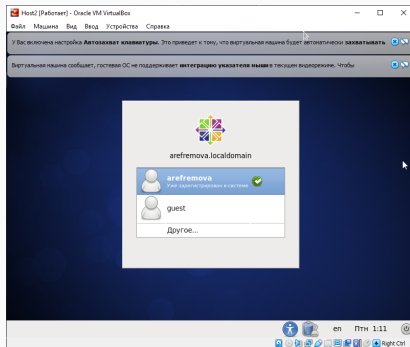 Host2 [Работает] - Oracle VM VirtualBox
Файл Машина Вид Ввод Устройства Справка
У Вас включена настройка Автозахват клавиатуры. Это приведет к тому, что виртуальная машина будет автоматически захватывать
Виртуальная машина сообщает, гостевая ОС не поддерживает интеграцию указателя мыши в текущем видеорежиме. Чтобы
arefremova.localdomain
arefremova
Уже зарегистрирован в системе
guest
Другое...
en Птн 1:11
Right Ctrl